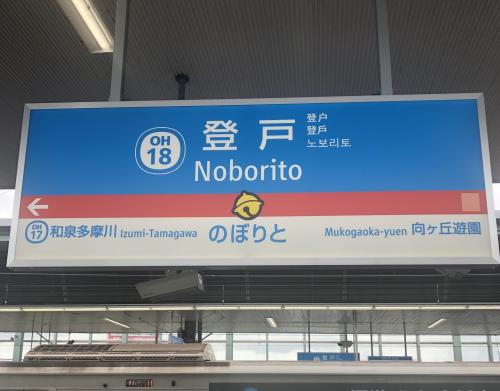 OH
18
登戸
Noborito
登户
登戶
노보리토
OH
17
和泉多摩川 Izumi-Tamagawa
のぼりと
Mukogaoka-yuen 向ヶ丘遊園